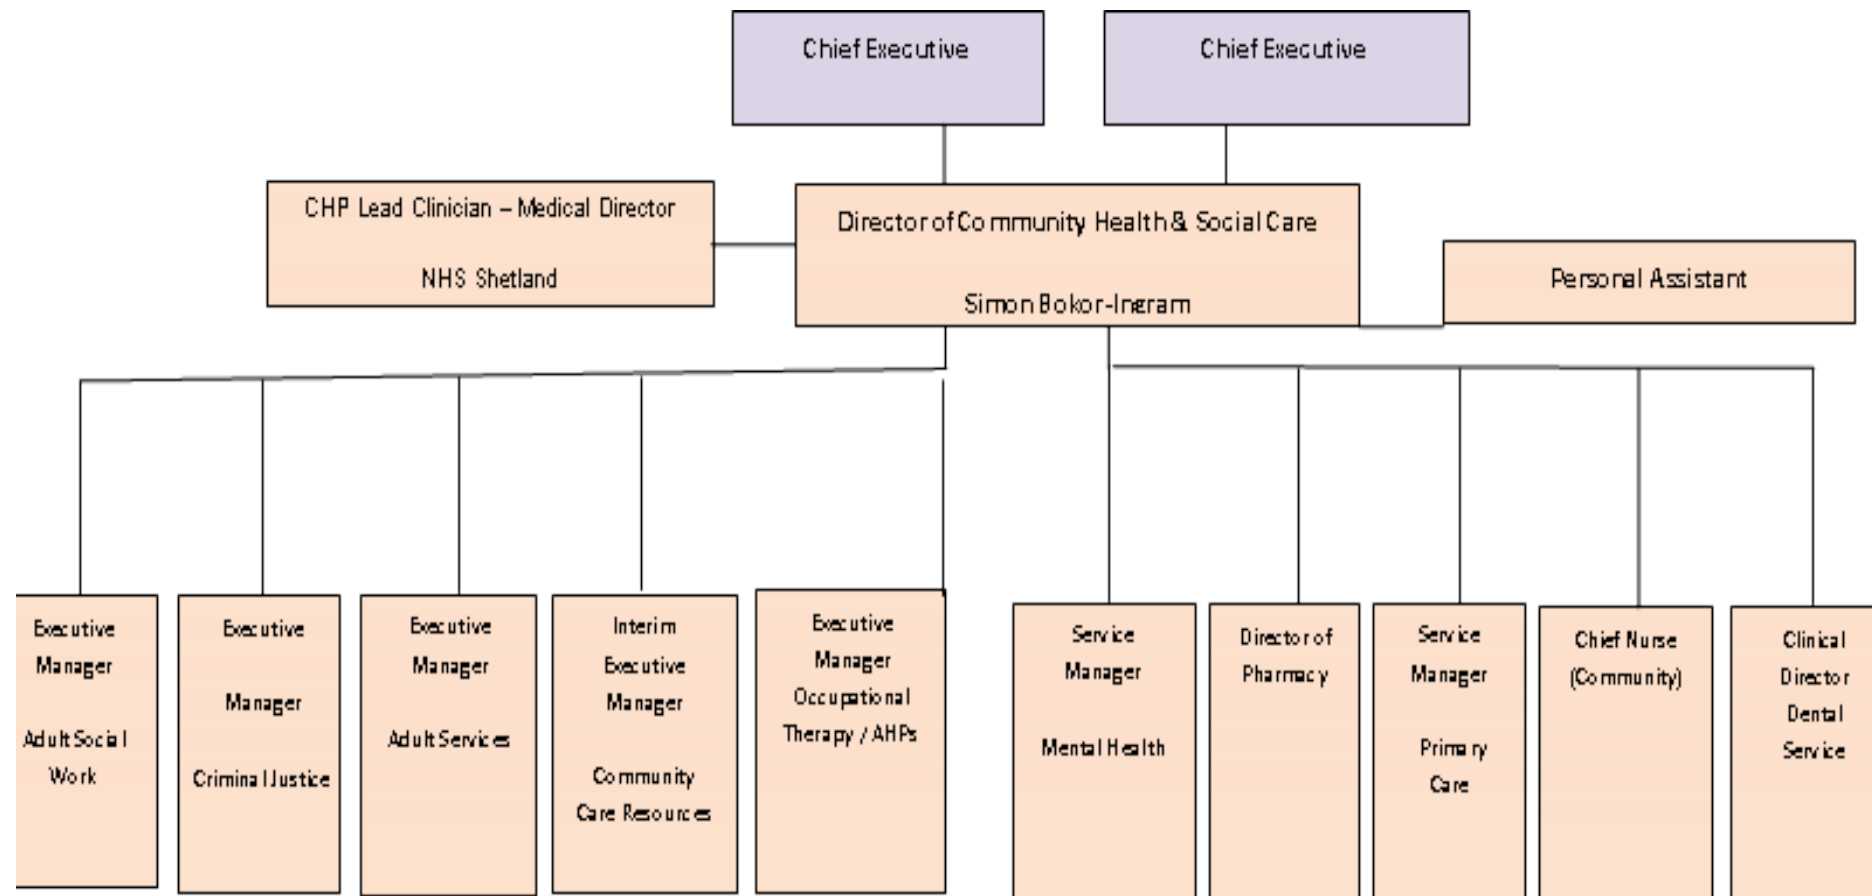 Chief Executive
Chief Executive
CHP Lead Clinician – Medical Director
NHS Shetland
Director of Community Health & Social Care
Simon Bokor-Ingram
Personal Assistant
Executive
Manager
Adult Social
Work
Executive
Manager
Criminal Justice
Executive
Manager
Adult Services
Interim
Executive
Manager
Community
Care Resources
Executive
Manager
Occupational
Therapy / AHPs
Service
Manager
Mental Health
Director of
Pharmacy
Service
Manager
Primary
Care
Chief Nurse
(Community)
Clinical
Director
Dental
Service